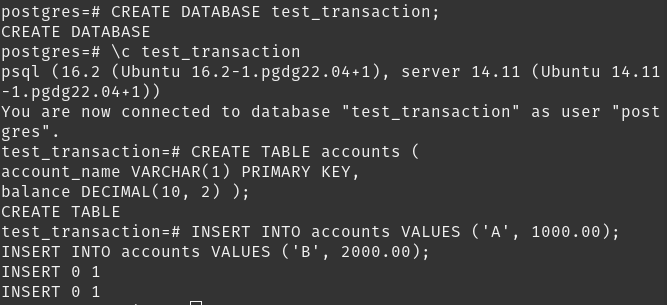 postgres=# CREATE DATABASE test_transaction;
CREATE DATABASE
postgres=# \c test_transaction
psql (16.2 (Ubuntu 16.2-1.pgdg22.04+1), server 14.11 (Ubuntu 14.11
-1.pgdg22.04+1))
You are now connected to database "test_transaction" as user "post
gres".
test_transaction=# CREATE TABLE accounts (
account_name VARCHAR(1) PRIMARY KEY,
balance DECIMAL(10, 2) );
CREATE TABLE
test_transaction=# INSERT INTO accounts VALUES ('A', 1000.00);
INSERT INTO accounts VALUES ('B', 2000.00);
INSERT 0 1
INSERT 0 1